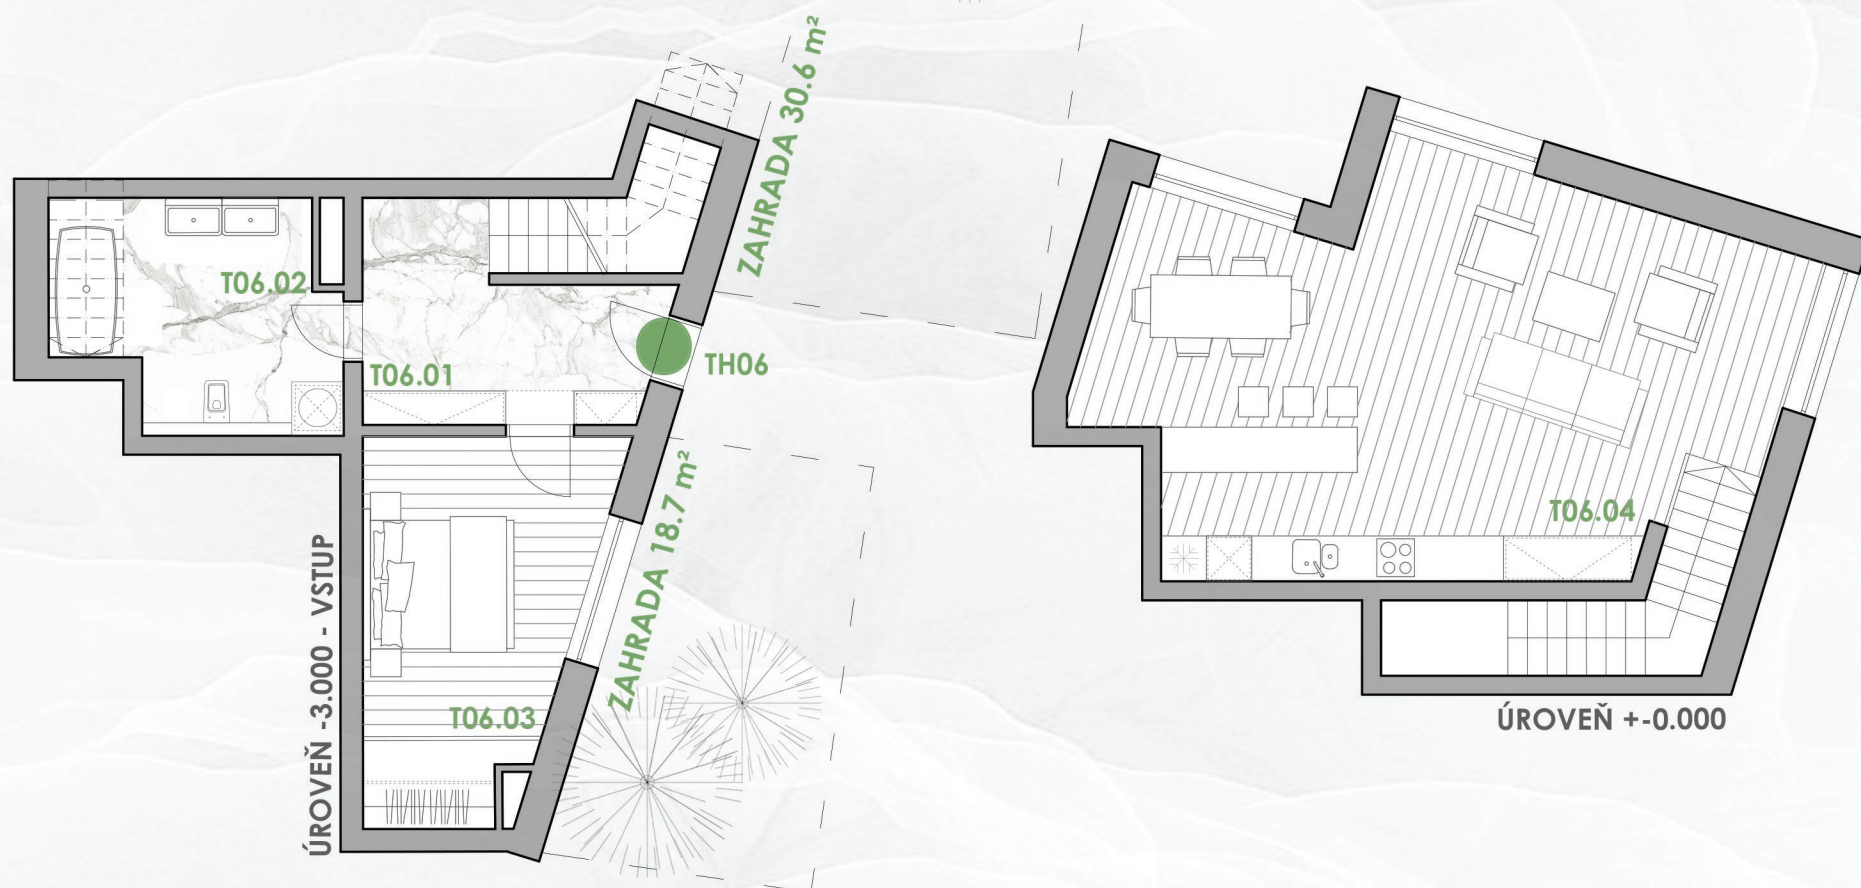 ZAHRADA 30.6 m²
T06.02
T06.01
TH06
ZAHRADA 18.7 m²
T06.03
ÚROVEŇ -3.000 - VSTUP
T06.04
ÚROVEŇ +-0.000